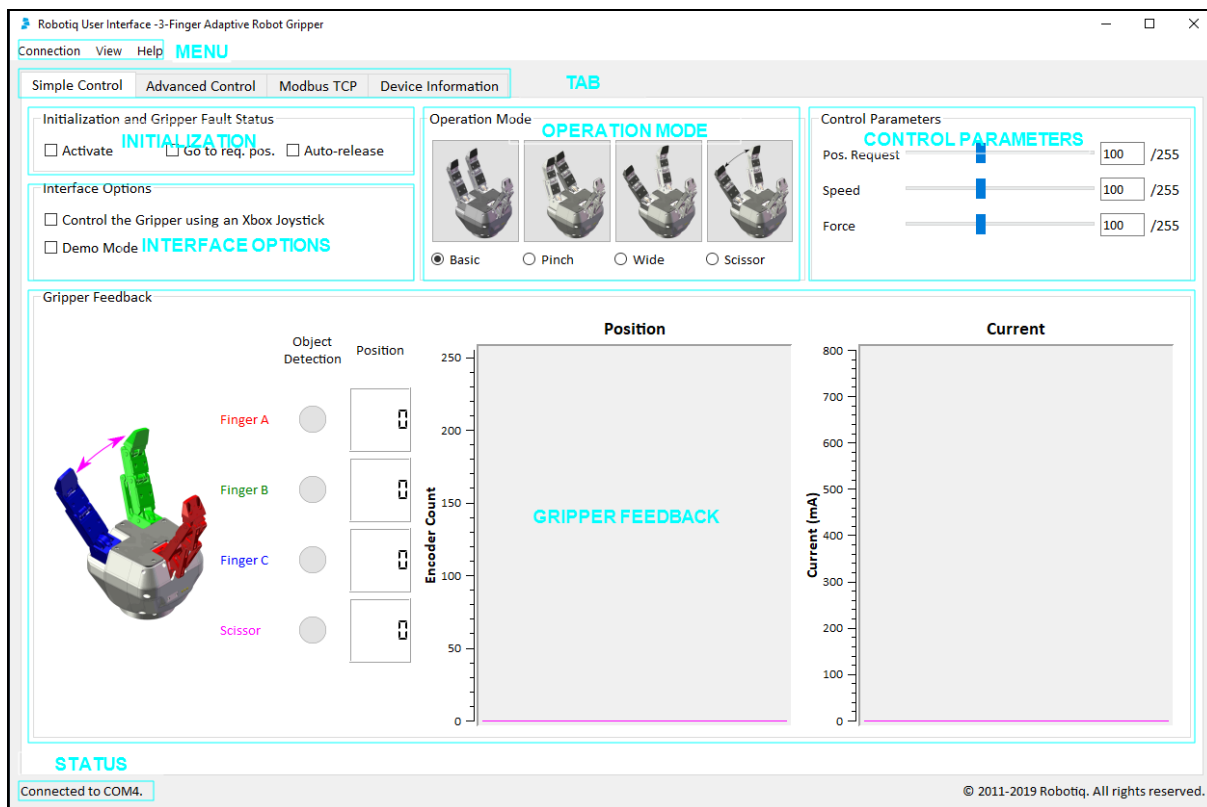 Robotiq User Interface -3-Finger Adaptive Robot Gripper
Connection View Help MENU
Simple Control Advanced Control Modbus TCP Device Information TAB
Initialization and Gripper Fault Status
INITIALIZATION
Activate Go to req. pos. Auto-release
Interface Options
Control the Gripper using an Xbox Joystick
Demo Mode INTERFACE OPTIONS
Operation Mode
OPERATION MODE
Basic Pinch Wide Scissor
Control Parameters
CONTROL PARAMETERS
Pos. Request 100 /255
Speed 100 /255
Force 100 /255
Gripper Feedback
Object Detection Position
Finger A 0
Finger B 0
Finger C 0
Scissor 0
Position
Encoder Count
250
200
150
100
50
0
GRIPPER FEEDBACK
Current
Current (mA)
800
700
600
500
400
300
200
100
0
STATUS
Connected to COM4.
© 2011-2019 Robotiq. All rights reserved.